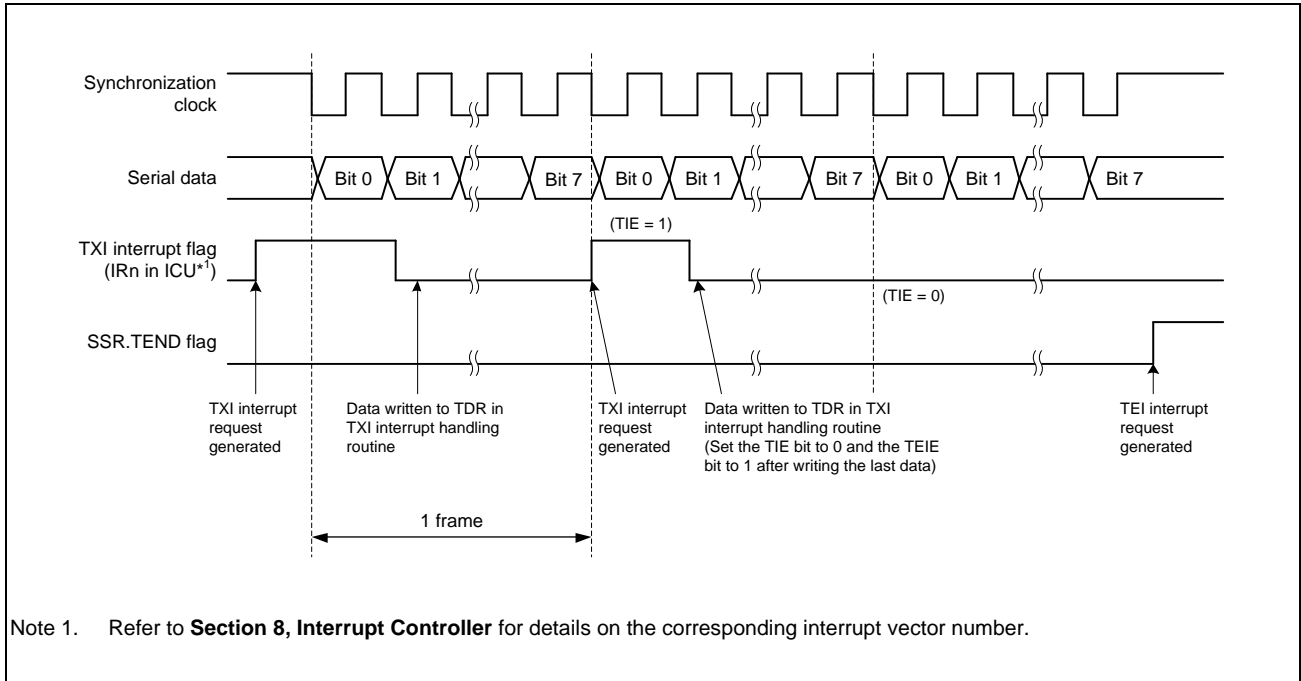 Synchronization
clock
Serial data
Bit 0 Bit 1 Bit 7 Bit 0 Bit 1 Bit 7 Bit 0 Bit 1 Bit 7
(TIE = 1)
TXI interrupt flag
(IRn in ICU*1)
(TIE = 0)
SSR.TEND flag
TXI interrupt
request
generated
Data written to TDR in
TXI interrupt handling
routine
TXI interrupt
request
generated
Data written to TDR in TXI
interrupt handling routine
(Set the TIE bit to 0 and the TEIE
bit to 1 after writing the last data)
TEI interrupt
request
generated
1 frame
Note 1. Refer to Section 8, Interrupt Controller for details on the corresponding interrupt vector number.